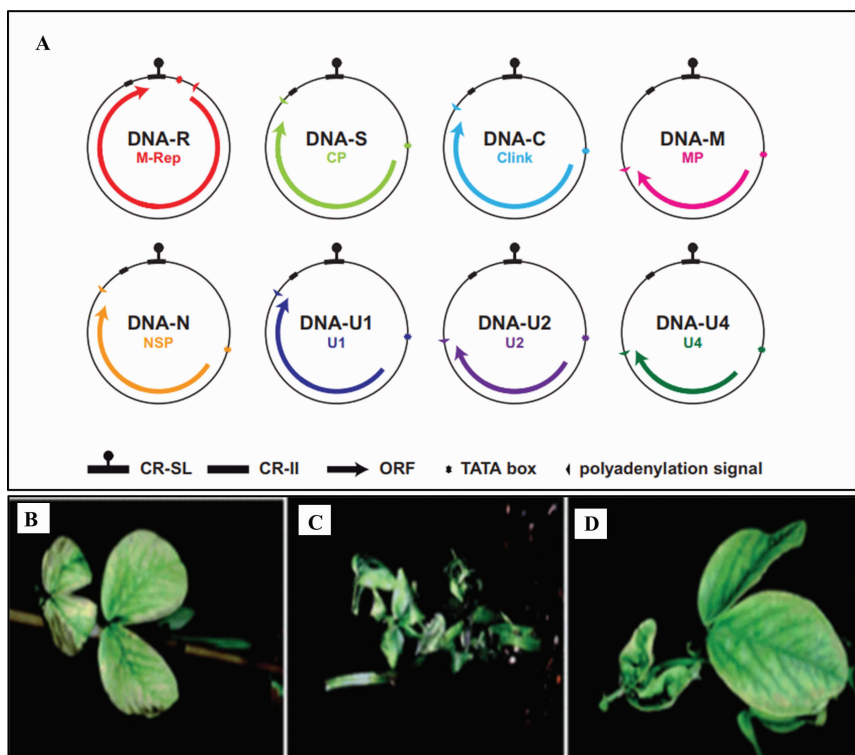 A
DNA-R
M-Rep
DNA-S
CP
DNA-C
Clink
DNA-M
MP
DNA-N
NSP
DNA-U1
U1
DNA-U2
U2
DNA-U4
U4
CR-SL CR-II ORF TATA box polyadenylation signal
B
C
D